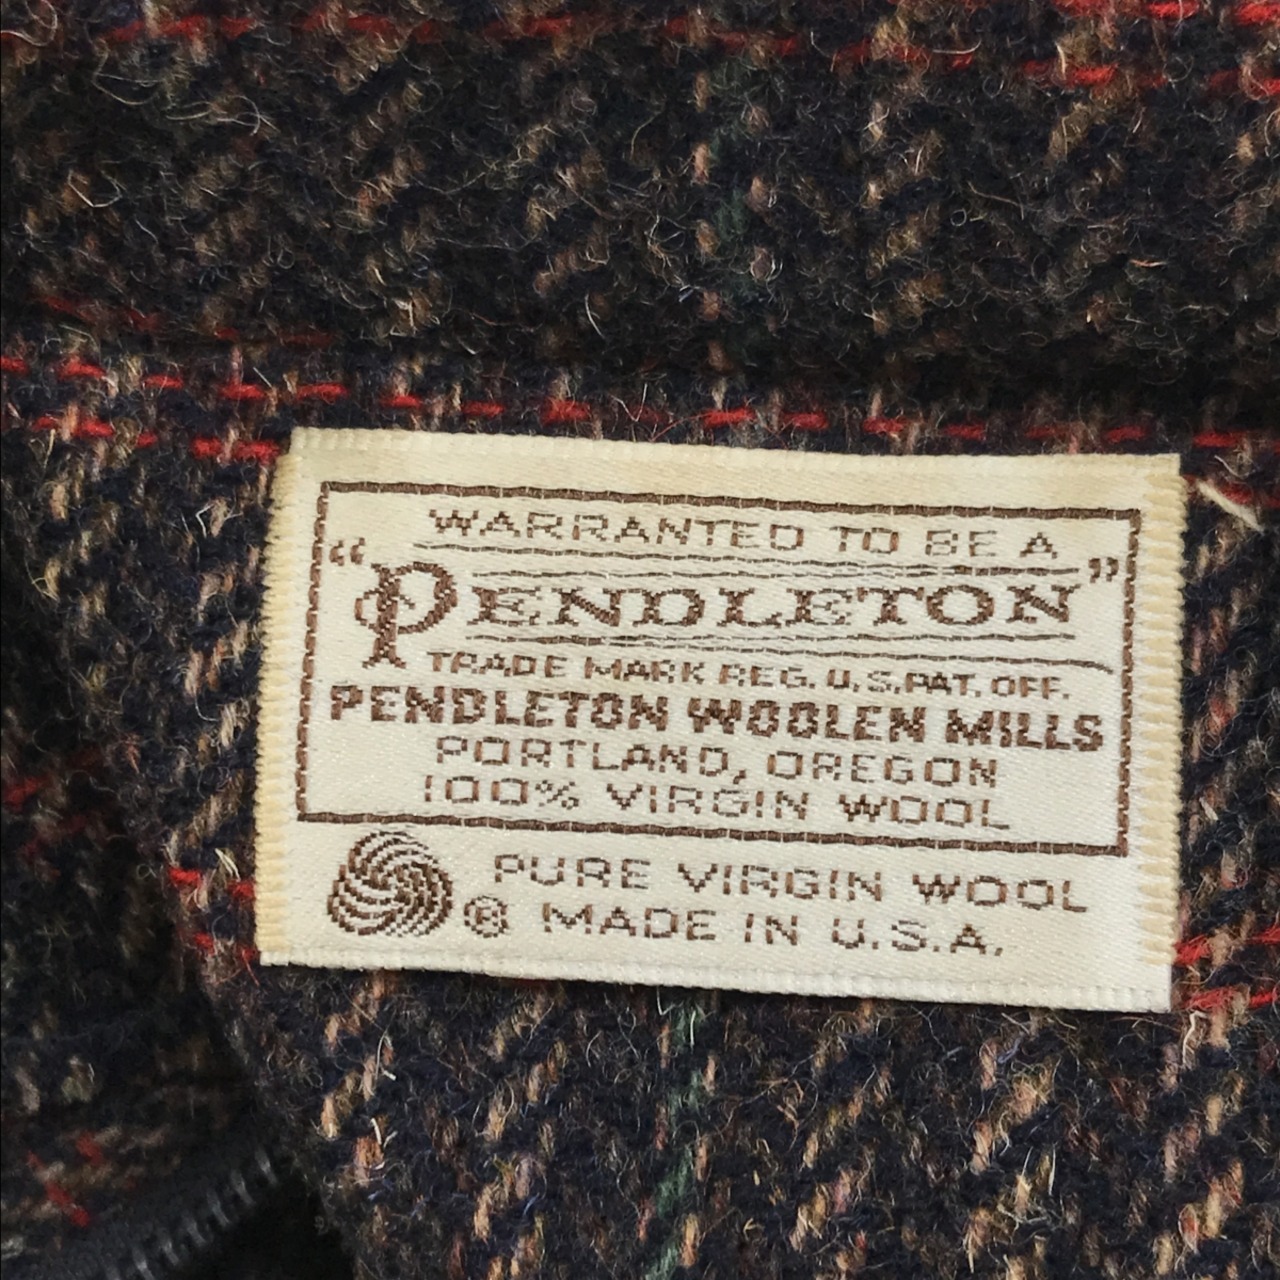 WARRANTED TO BE A
"PENDLETON"
TRADE MARK REG. U.S. PAT. OFF.
PENDLETON WOOLEN MILLS
PORTLAND, OREGON
100% VIRGIN WOOL
PURE VIRGIN WOOL
® MADE IN U.S.A.